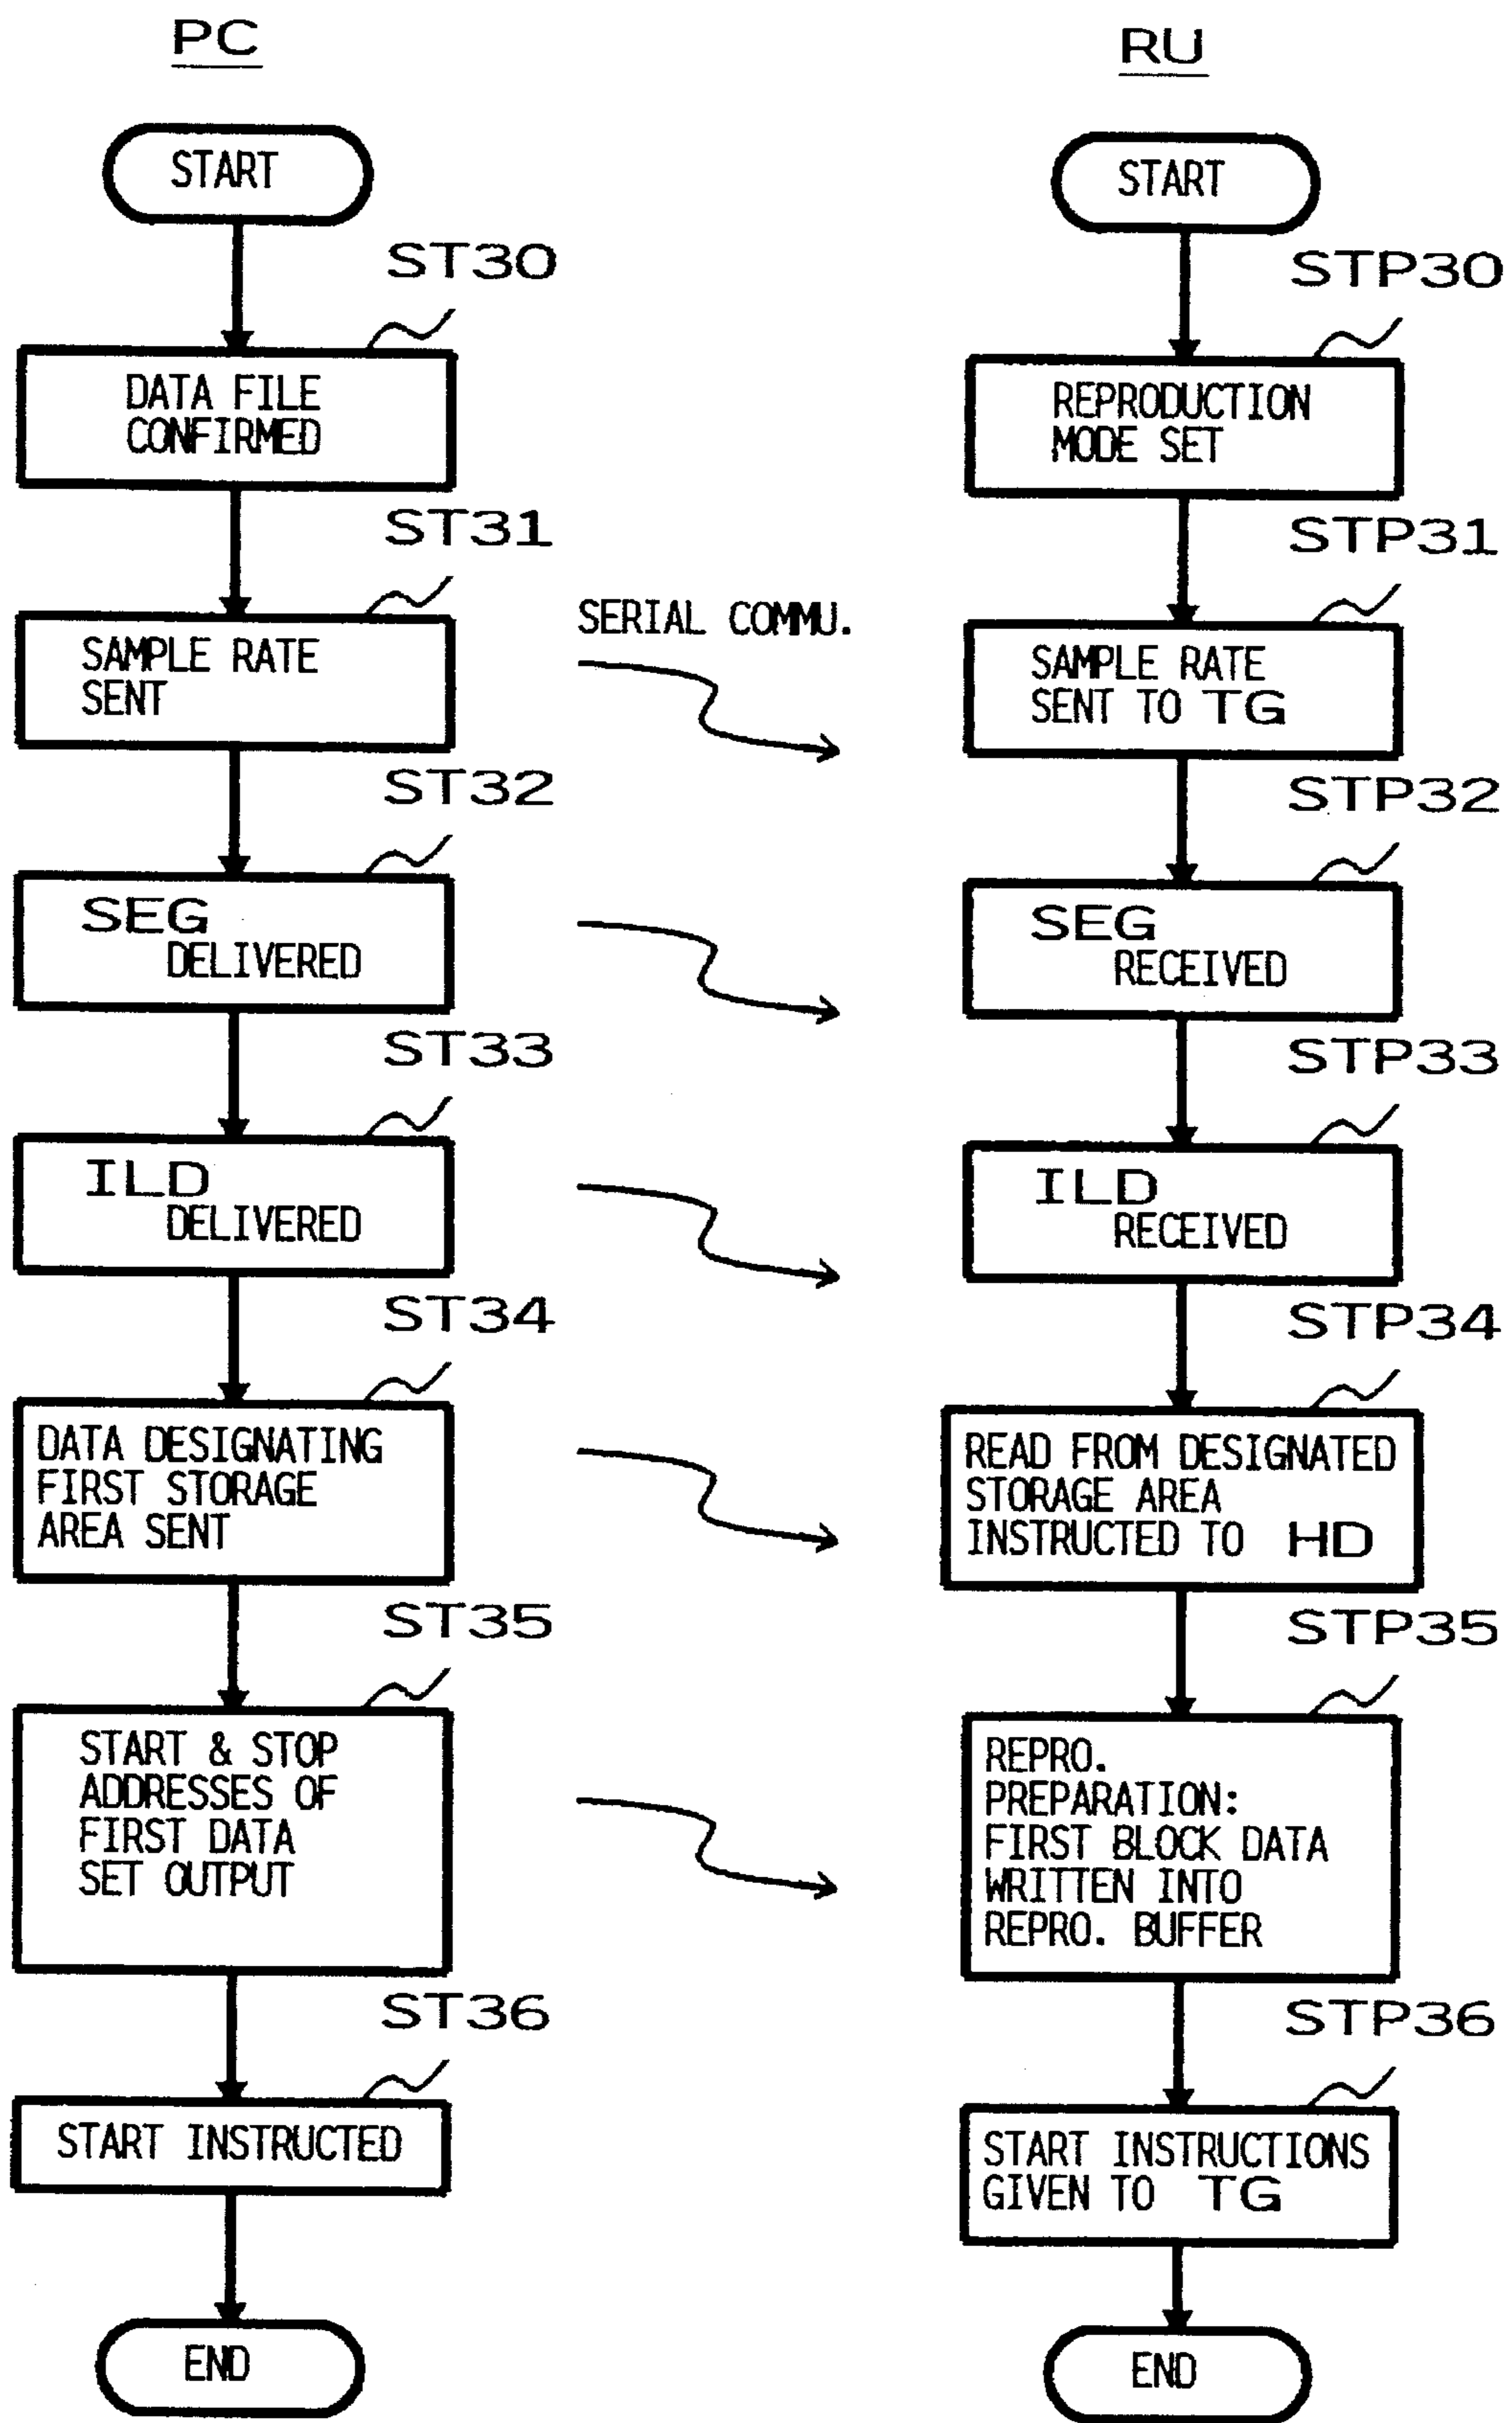 PC
START
ST30
DATA FILE
CONFIRMED
ST31
SAMPLE RATE
SENT
ST32
SEG
DELIVERED
ST33
ILD
DELIVERED
ST34
DATA DESIGNATING
FIRST STORAGE
AREA SENT
ST35
START & STOP
ADDRESSES OF
FIRST DATA
SET OUTPUT
ST36
START INSTRUCTED
END
SERIAL COMMU.
RU
START
STP30
REPRODUCTION
MODE SET
STP31
SAMPLE RATE
SENT TO TG
STP32
SEG
RECEIVED
STP33
ILD
RECEIVED
STP34
READ FROM DESIGNATED
STORAGE AREA
INSTRUCTED TO HD
STP35
REPRO.
PREPARATION:
FIRST BLOCK DATA
WRITTEN INTO
REPRO. BUFFER
STP36
START INSTRUCTIONS
GIVEN TO TG
END